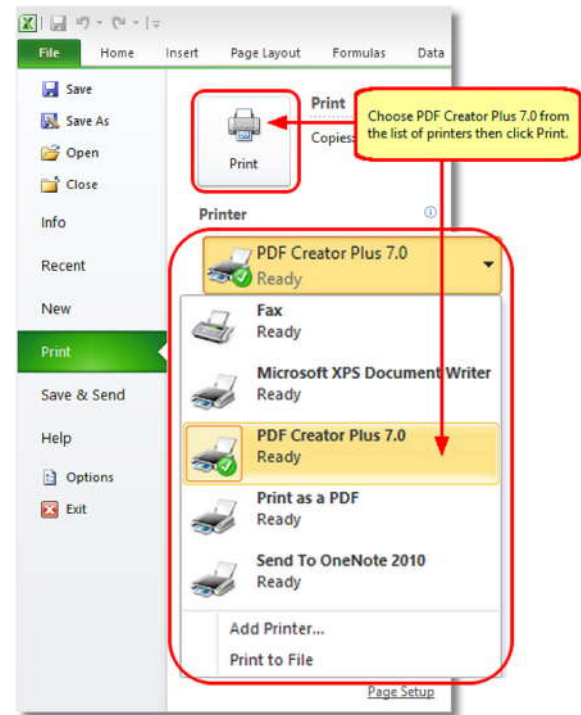 File Home Insert Page Layout Formulas Data
Save
Save As
Open
Close
Info
Recent
New
Print
Save & Send
Help
Options
Exit
Print
Print
Copies:
Choose PDF Creator Plus 7.0 from
the list of printers then click Print.
Printer
PDF Creator Plus 7.0
Ready
Fax
Ready
Microsoft XPS Document Writer
Ready
PDF Creator Plus 7.0
Ready
Print as a PDF
Ready
Send To OneNote 2010
Ready
Add Printer...
Print to File
Page Setup